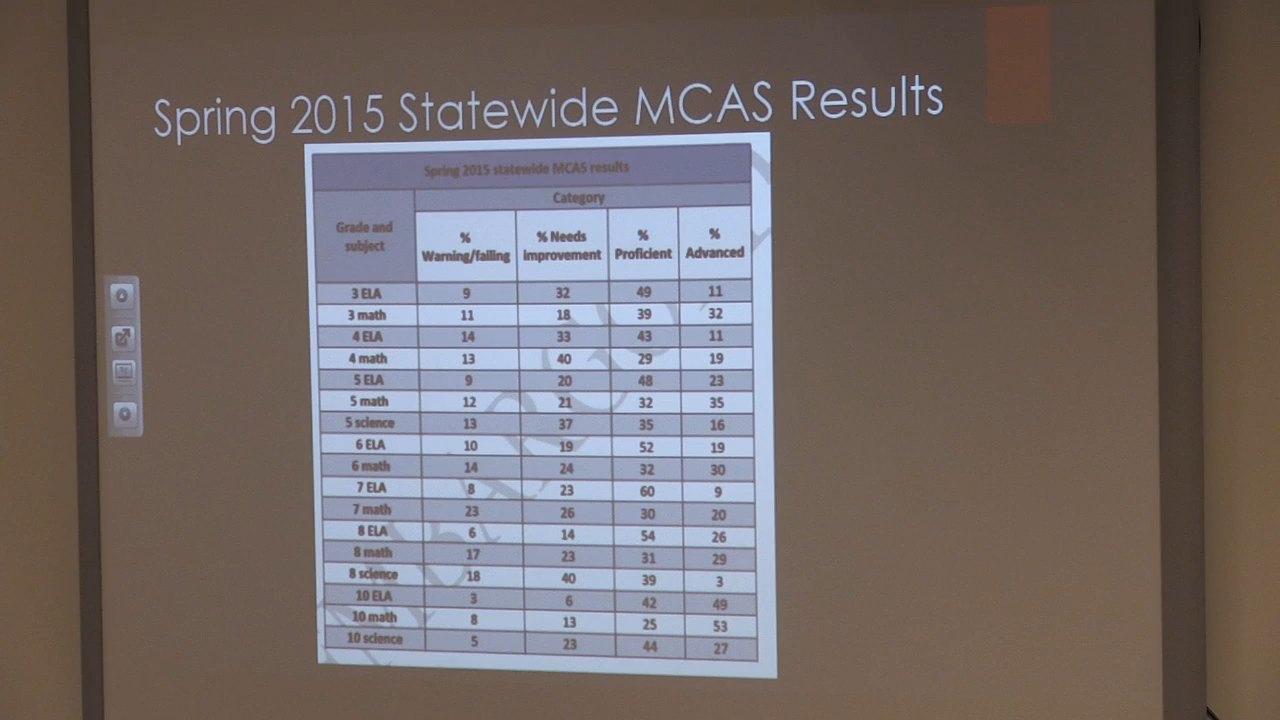 Spring 2015 Statewide MCAS Results
Spring 2015 statewide MCAS results
Grade and subject
Category
% Warning/failing
% Needs improvement
% Proficient
% Advanced
3 ELA 9 32 49 11
3 math 11 18 39 32
4 ELA 14 33 43 11
4 math 13 40 29 19
5 ELA 9 20 48 23
5 math 12 21 32 35
5 science 13 37 35 16
6 ELA 10 19 52 19
6 math 14 24 32 30
7 ELA 8 23 60 9
7 math 23 26 30 20
8 ELA 6 14 54 26
8 math 17 23 31 29
8 science 18 40 39 3
10 ELA 3 6 42 49
10 math 8 13 25 53
10 science 5 23 44 27